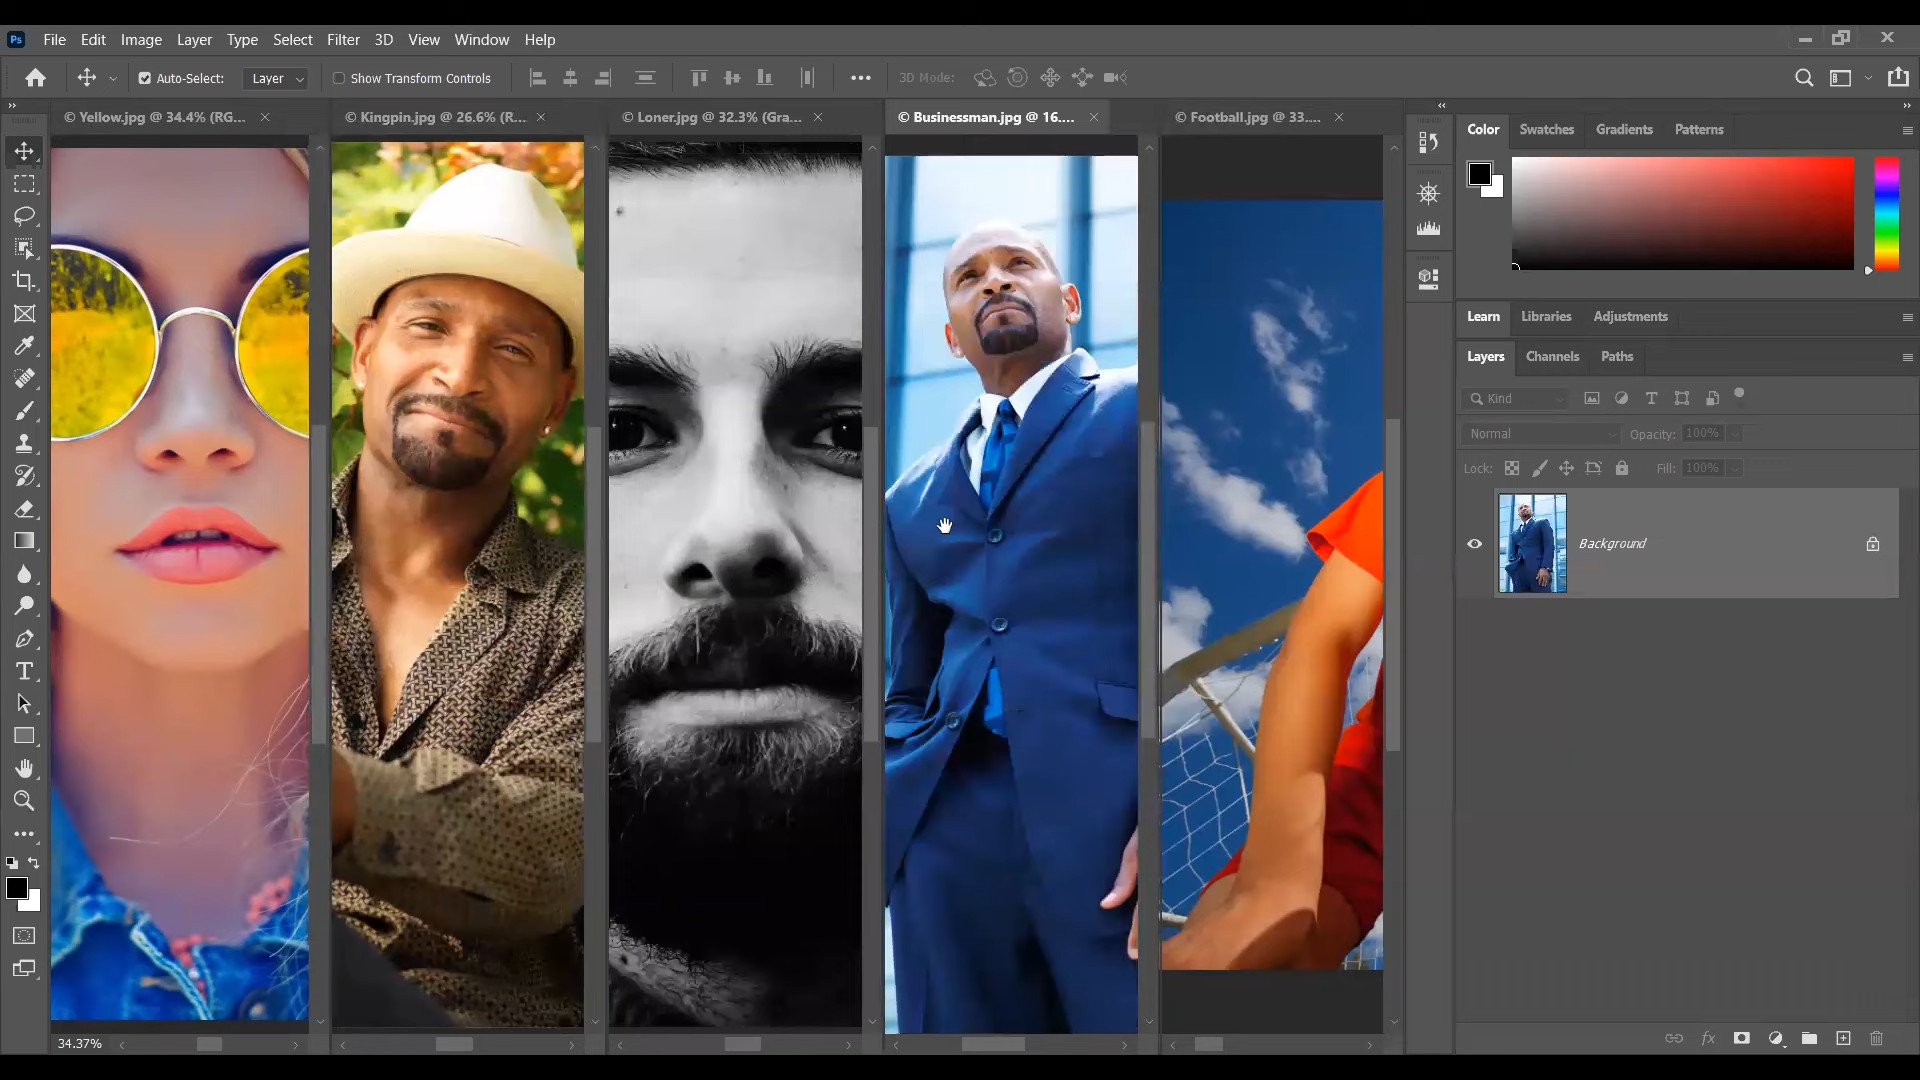 Ps File Edit Image Layer Type Select Filter 3D View Window Help
Auto-Select: Layer Show Transform Controls 3D Mode:
© Yellow.jpg @ 34.4% (RG... © Kingpin.jpg @ 26.6% (R... © Loner.jpg @ 32.3% (Gra... © Businessman.jpg @ 16.... © Football.jpg @ 33....
Color Swatches Gradients Patterns
Learn Libraries Adjustments
Layers Channels Paths
Kind
Normal Opacity: 100%
Lock: Fill: 100%
Background
34.37%
fx